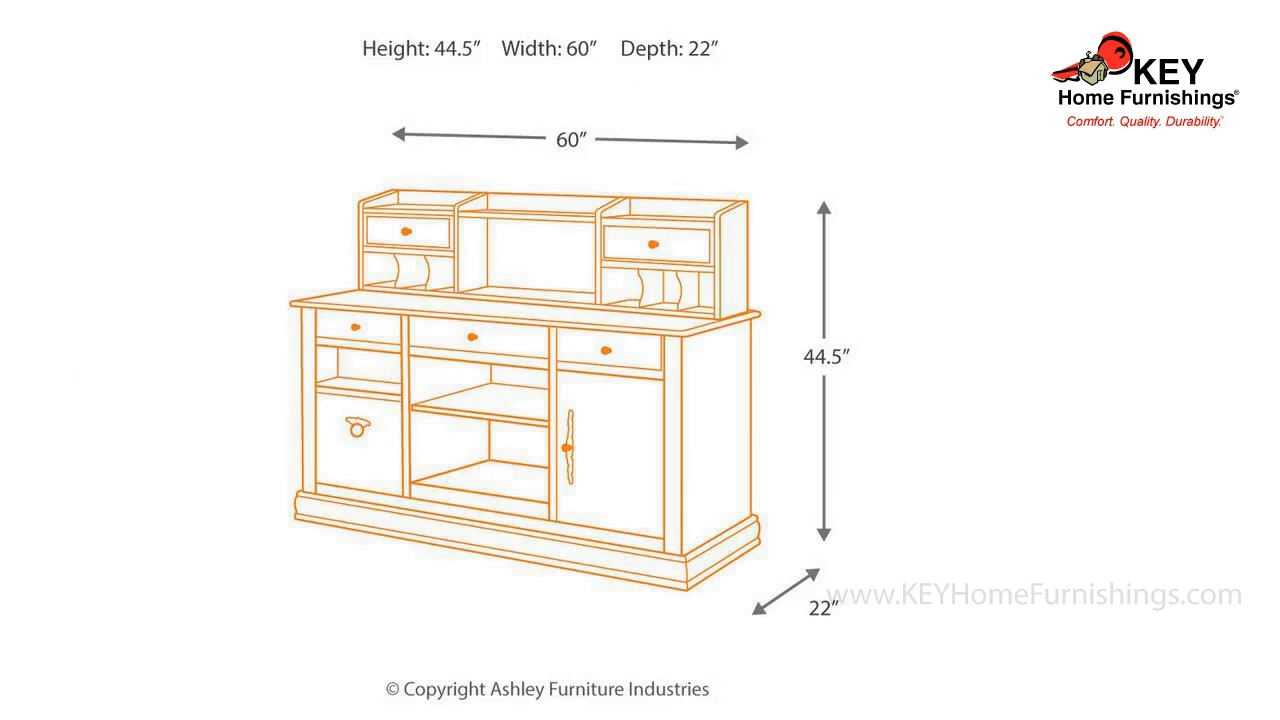 Height: 44.5” Width: 60” Depth: 22”
KEY
Home Furnishings®
Comfort. Quality. Durability.®
60”
44.5”
22”
www.KEYHomeFurnishings.com
© Copyright Ashley Furniture Industries